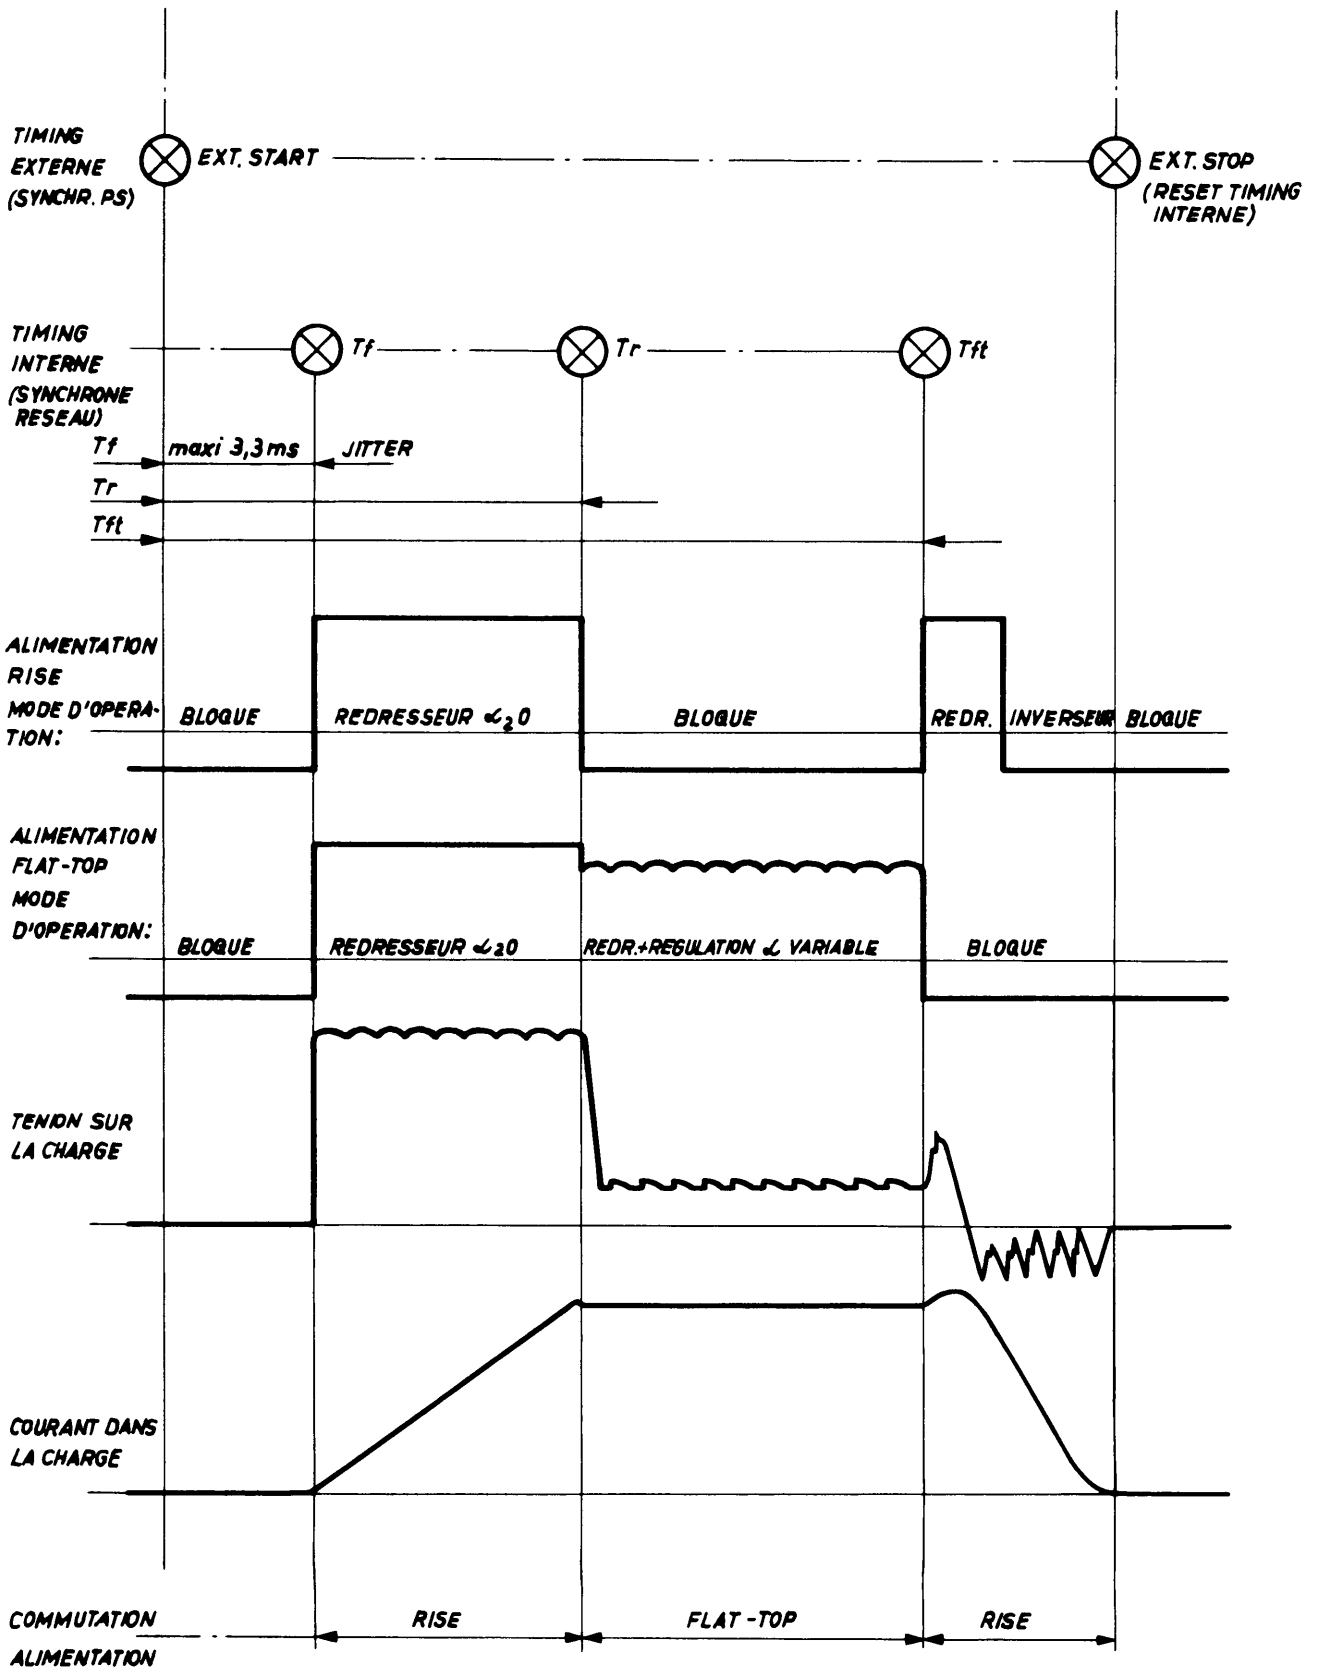 TIMING
EXTERNE
(SYNCHR. PS)
EXT. START
EXT. STOP
(RESET TIMING
INTERNE)
TIMING
INTERNE
(SYNCHRONE
RESEAU)
Tf
Tr
Tft
Tf
maxi 3,3ms
JITTER
Tr
Tft
ALIMENTATION
RISE
MODE D'OPERA-
TION:
BLOQUE
REDRESSEUR α≥0
BLOQUE
REDR.
INVERSEUR
BLOQUE
ALIMENTATION
FLAT-TOP
MODE
D'OPERATION:
BLOQUE
REDRESSEUR α≥0
REDR.+REGULATION α VARIABLE
BLOQUE
TENION SUR
LA CHARGE
COURANT DANS
LA CHARGE
COMMUTATION
ALIMENTATION
RISE
FLAT-TOP
RISE